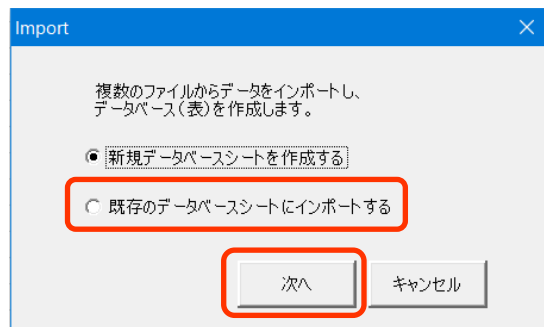 Import
複数のファイルからデータをインポートし、
データベース(表)を作成します。
新規データベースシートを作成する
既存のデータベースシートにインポートする
次へ
キャンセル